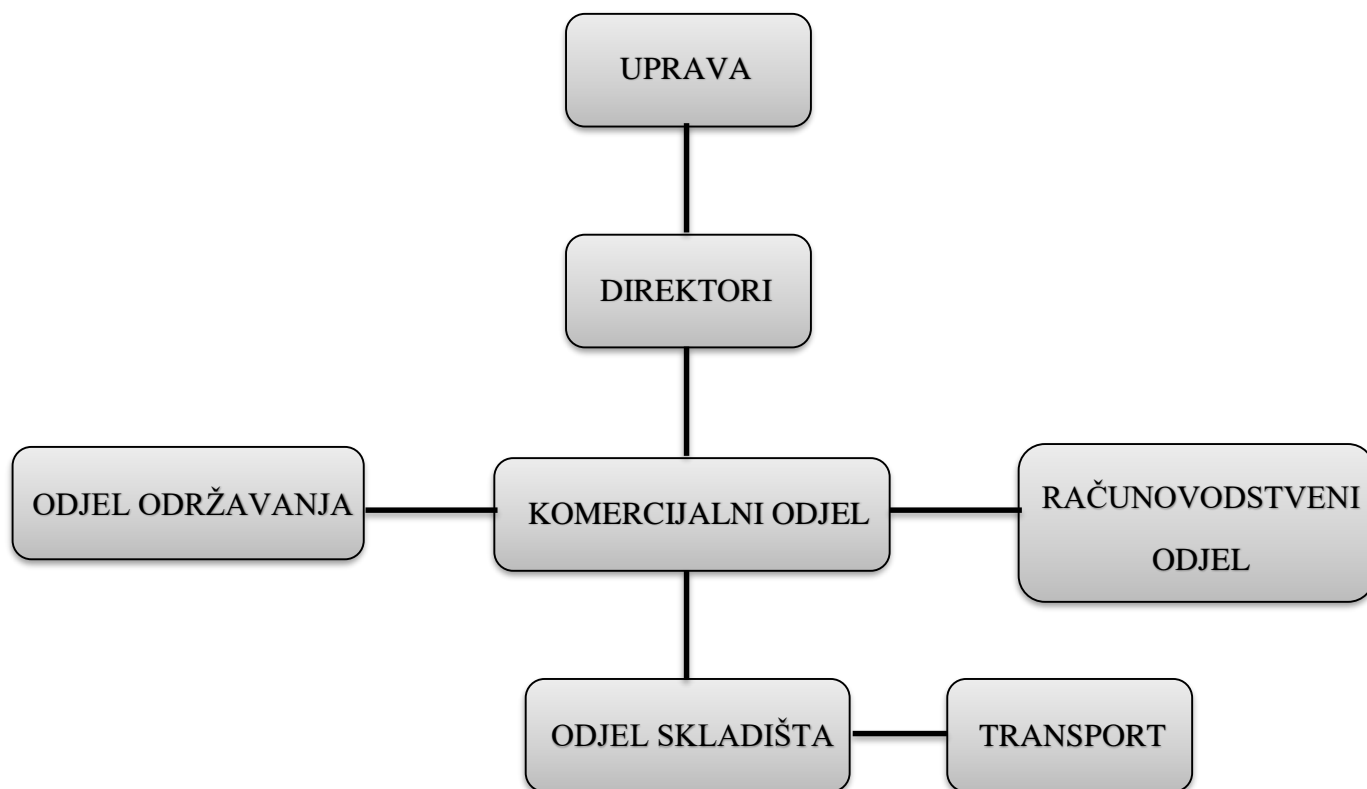 UPRAVA
DIREKTORI
ODJEL ODRŽAVANJA
KOMERCIJALNI ODJEL
RAČUNOVODSTVENI
ODJEL
ODJEL SKLADIŠTA
TRANSPORT